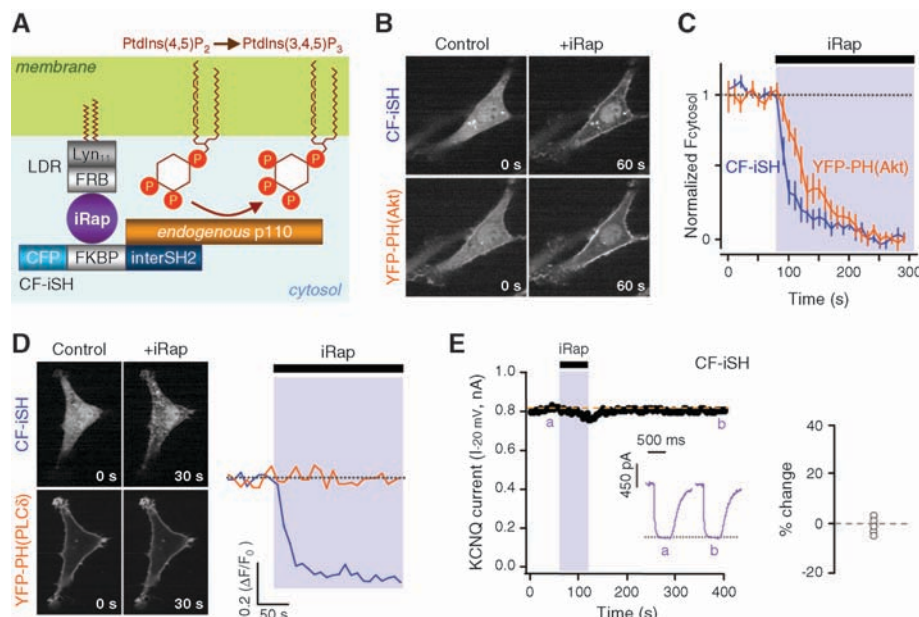 A
PtdIns(4,5)P2 → PtdIns(3,4,5)P3
membrane
LDR
Lyn11
FRB
iRap
P P P
P P P P
endogenous p110
CFP FKBP interSH2
CF-iSH
cytosol
B
Control +iRap
CF-iSH
0 s 60 s
YFP-PH(Akt)
0 s 60 s
C
iRap
Normalized Fcytosol
1
0
CF-iSH YFP-PH(Akt)
0 100 200 300
Time (s)
D
Control +iRap
CF-iSH
0 s 30 s
YFP-PH(PLCδ)
0 s 30 s
iRap
0.2 (ΔF/F0)
50 s
E
iRap
CF-iSH
KCNQ current (I-20 mV, nA)
1.0
0.8
0.6
0.4
0.2
0.0
a b
500 ms
450 pA
a b
0 100 200 300 400
Time (s)
% change
40
20
0
-20